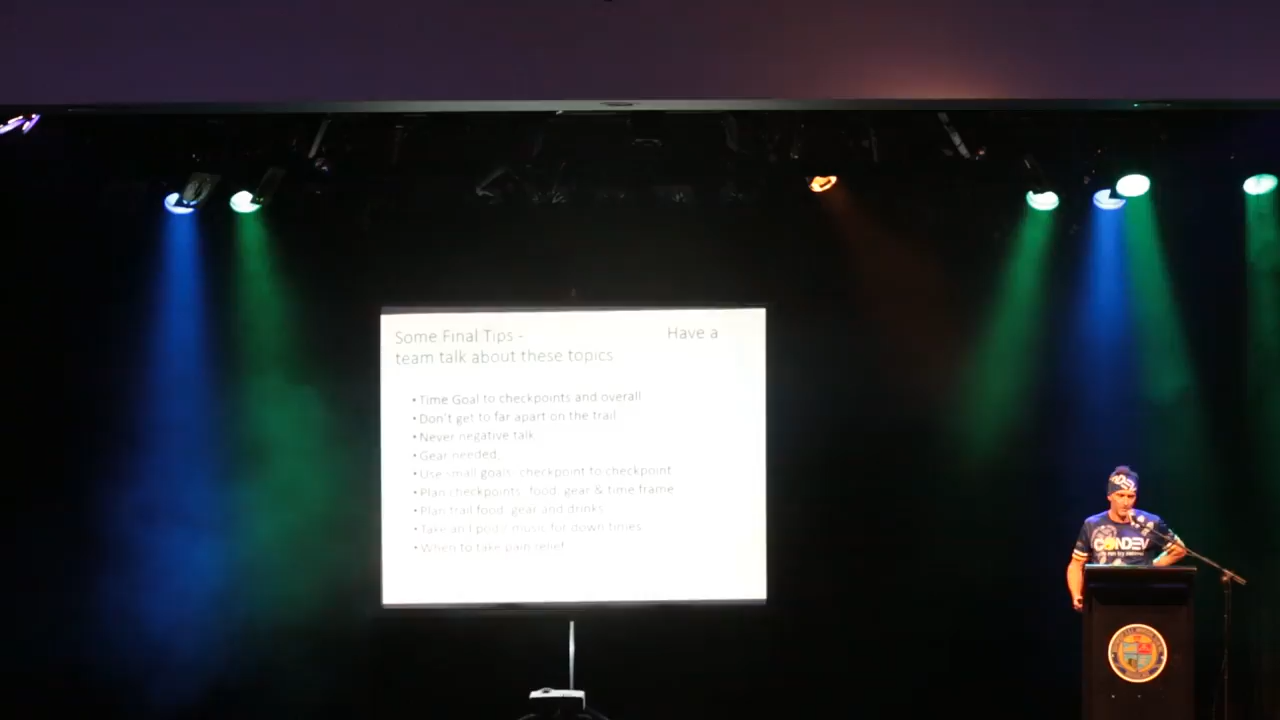 Some Final Tips - Have a
team talk about these topics
• Time Goal to checkpoints and overall
• Don't get to far apart on the trail
• Never negative talk
• Gear needed
• Use small goals, checkpoint to checkpoint
• Plan checkpoints, food, gear & time frame
• Plan trail food, gear and drinks
• Take an I pod / music for down times
• When to take pain relief
CONDEV